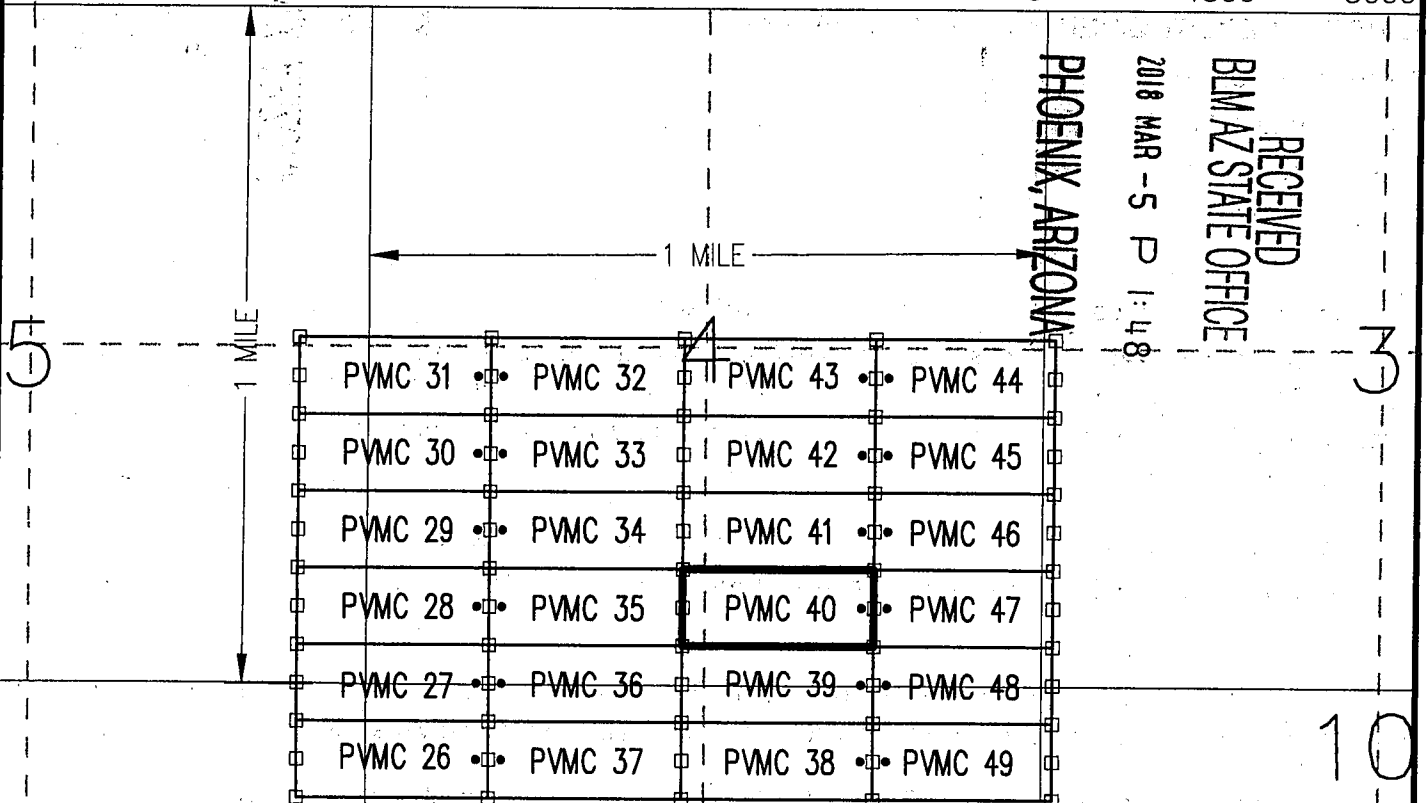 RECEIVED
BLM AZ STATE OFFICE
2018 MAR -5 P 1:48
PHOENIX, ARIZONA
1 MILE
1 MILE
5
4
3
PVMC 31 PVMC 32 PVMC 43 PVMC 44
PVMC 30 PVMC 33 PVMC 42 PVMC 45
PVMC 29 PVMC 34 PVMC 41 PVMC 46
PVMC 28 PVMC 35 PVMC 40 PVMC 47
PVMC 27 PVMC 36 PVMC 39 PVMC 48
PVMC 26 PVMC 37 PVMC 38 PVMC 49
10